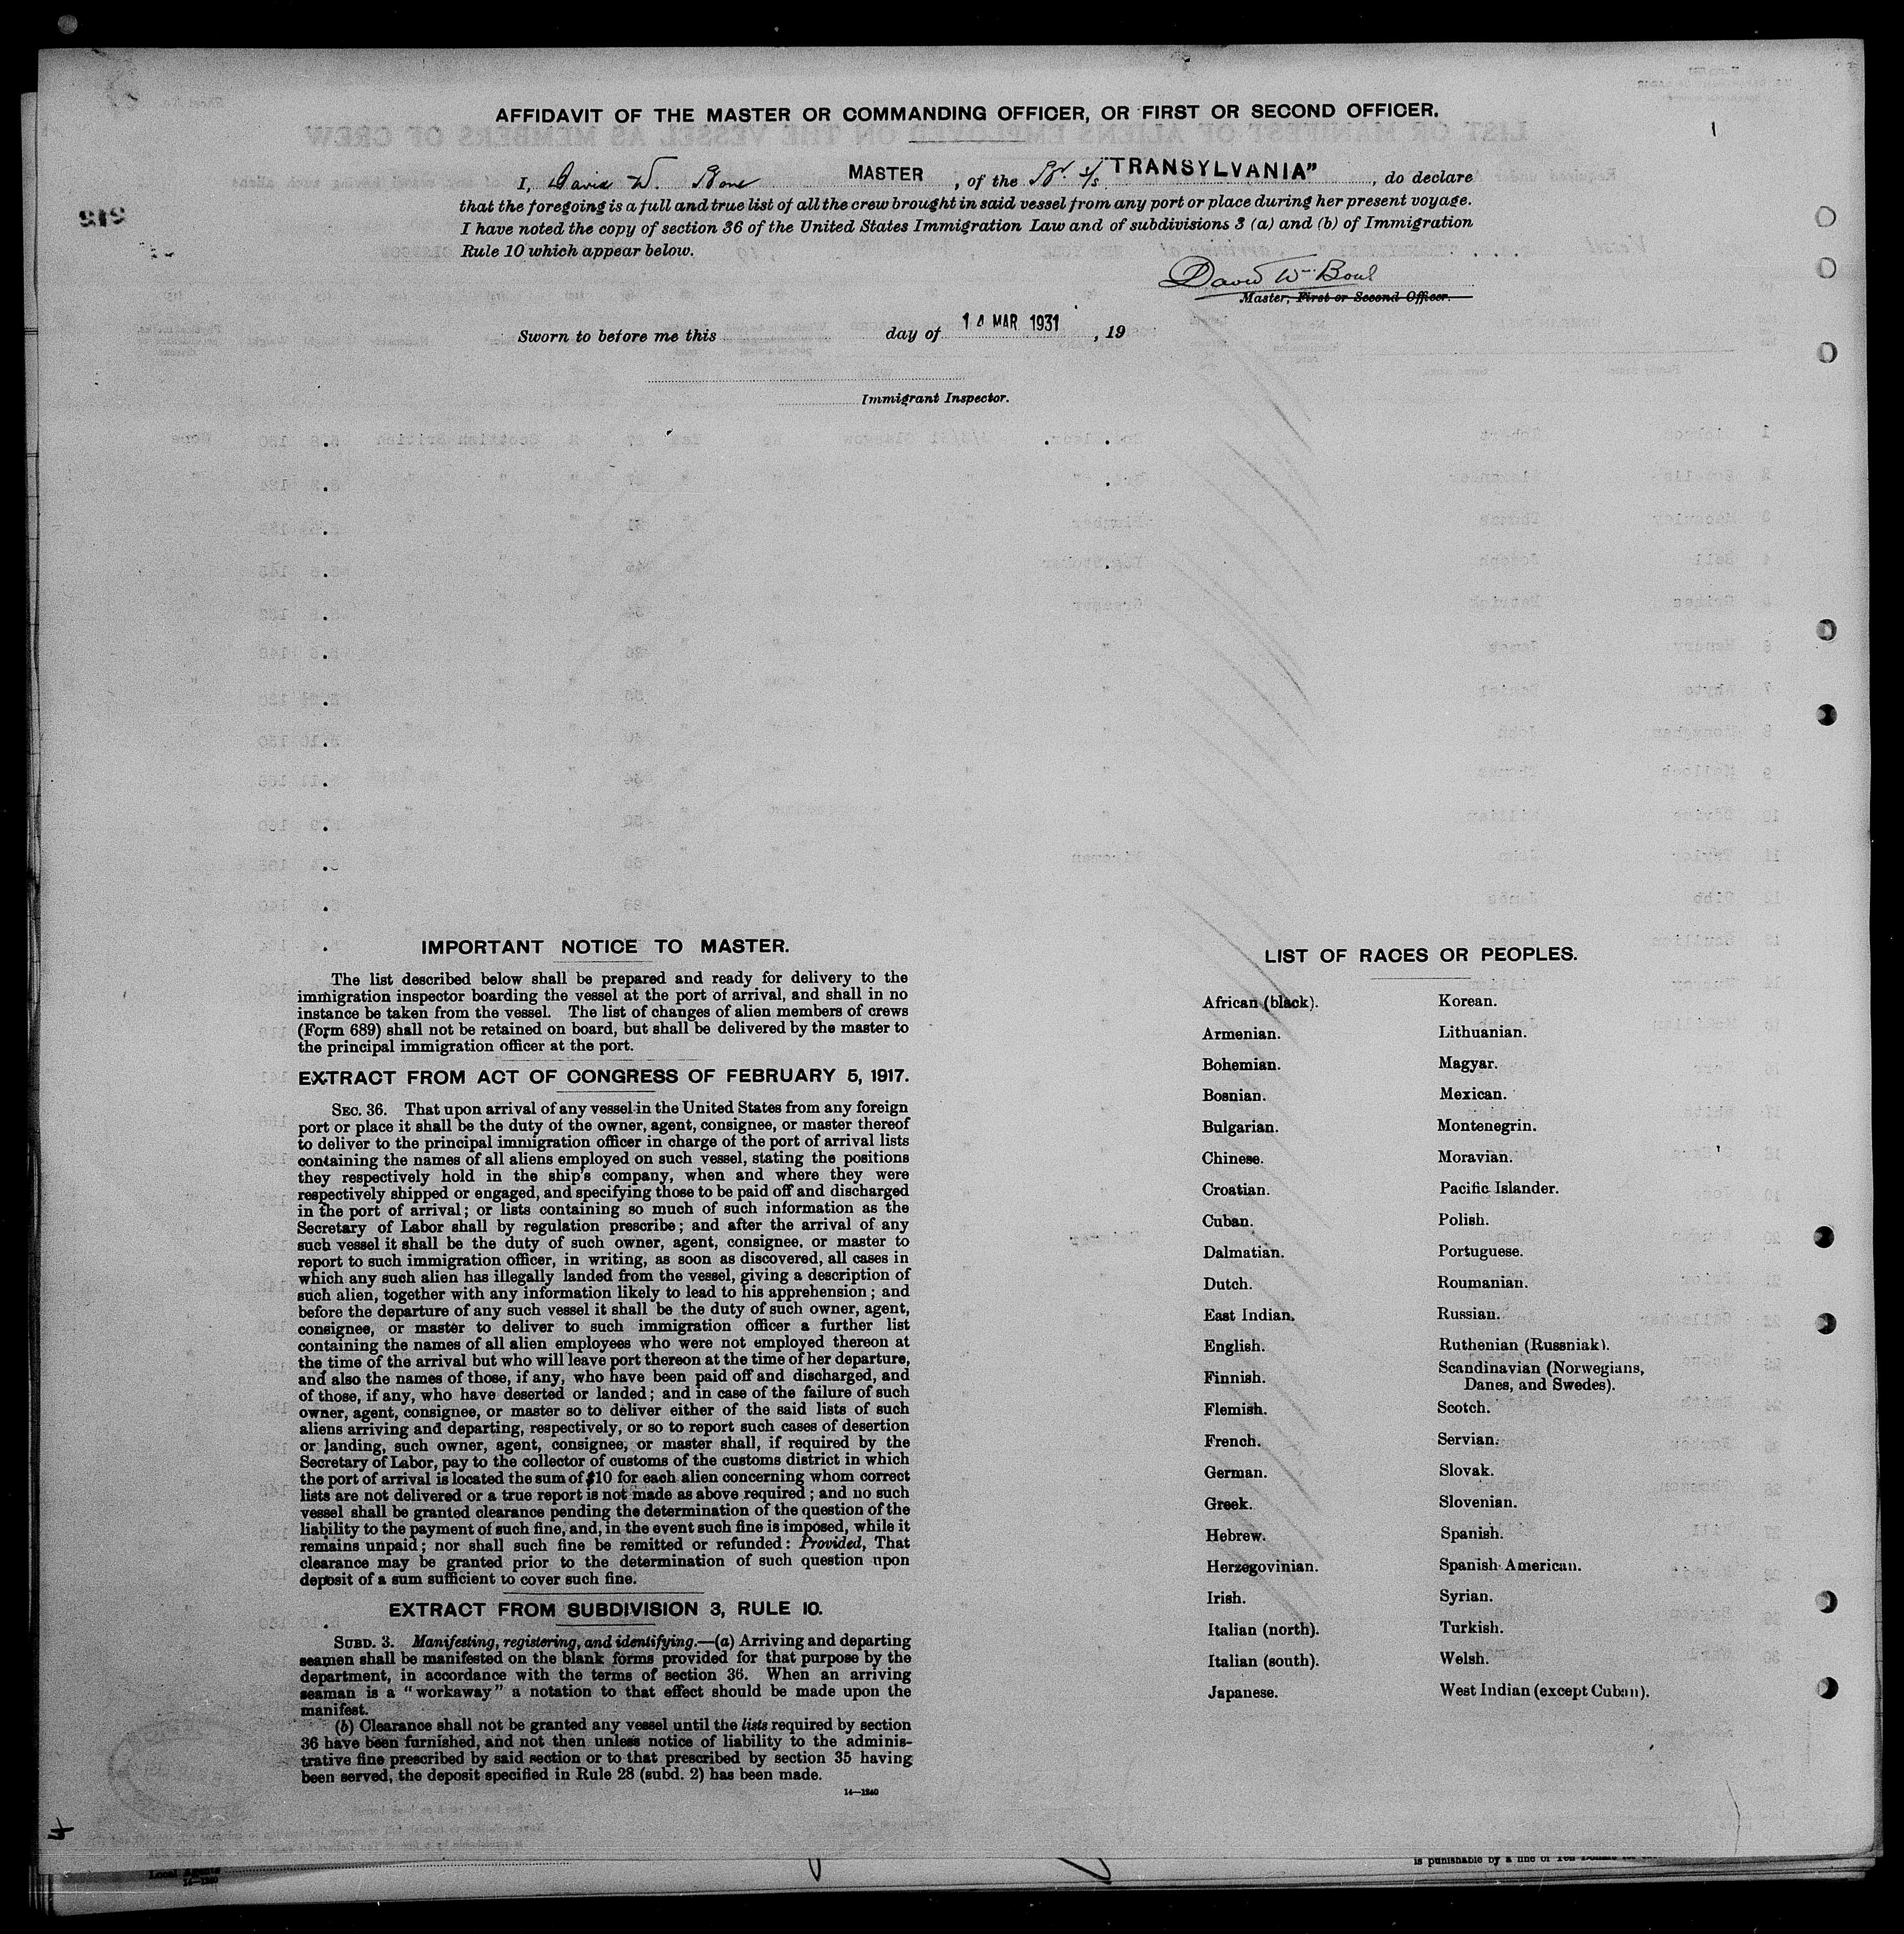 AFFIDAVIT OF THE MASTER OR COMMANDING OFFICER, OR FIRST OR SECOND OFFICER.
I, David W. Bone MASTER, of the Br. s/s "TRANSYLVANIA", do declare
that the foregoing is a full and true list of all the crew brought in said vessel from any port or place during her present voyage.
I have noted the copy of section 36 of the United States Immigration Law and of subdivisions 3 (a) and (b) of Immigration
Rule 10 which appear below.
David W Bone
Master, First or Second Officer.
Sworn to before me this day of 14 MAR 1931, 19
Immigrant Inspector.
IMPORTANT NOTICE TO MASTER.
The list described below shall be prepared and ready for delivery to the
immigration inspector boarding the vessel at the port of arrival, and shall in no
instance be taken from the vessel. The list of changes of alien members of crews
(Form 689) shall not be retained on board, but shall be delivered by the master to
the principal immigration officer at the port.
EXTRACT FROM ACT OF CONGRESS OF FEBRUARY 5, 1917.
SEC. 36. That upon arrival of any vessel in the United States from any foreign
port or place it shall be the duty of the owner, agent, consignee, or master thereof
to deliver to the principal immigration officer in charge of the port of arrival lists
containing the names of all aliens employed on such vessel, stating the positions
they respectively hold in the ship's company, when and where they were
respectively shipped or engaged, and specifying those to be paid off and discharged
in the port of arrival; or lists containing so much of such information as the
Secretary of Labor shall by regulation prescribe; and after the arrival of any
such vessel it shall be the duty of such owner, agent, consignee, or master to
report to such immigration officer, in writing, as soon as discovered, all cases in
which any such alien has illegally landed from the vessel, giving a description of
such alien, together with any information likely to lead to his apprehension; and
before the departure of any such vessel it shall be the duty of such owner, agent,
consignee, or master to deliver to such immigration officer a further list
containing the names of all alien employees who were not employed thereon at
the time of the arrival but who will leave port thereon at the time of her departure,
and also the names of those, if any, who have been paid off and discharged, and
of those, if any, who have deserted or landed; and in case of the failure of such
owner, agent, consignee, or master so to deliver either of the said lists of such
aliens arriving and departing, respectively, or so to report such cases of desertion
or landing, such owner, agent, consignee, or master shall, if required by the
Secretary of Labor, pay to the collector of customs of the customs district in which
the port of arrival is located the sum of $10 for each alien concerning whom correct
lists are not delivered or a true report is not made as above required; and no such
vessel shall be granted clearance pending the determination of the question of the
liability to the payment of such fine, and, in the event such fine is imposed, while it
remains unpaid; nor shall such fine be remitted or refunded: Provided, That
clearance may be granted prior to the determination of such question upon
deposit of a sum sufficient to cover such fine.
EXTRACT FROM SUBDIVISION 3, RULE 10.
SUBD. 3. Manifesting, registering, and identifying.—(a) Arriving and departing
seamen shall be manifested on the blank forms provided for that purpose by the
department, in accordance with the terms of section 36. When an arriving
seaman is a "workaway" a notation to that effect should be made upon the
manifest.
(b) Clearance shall not be granted any vessel until the lists required by section
36 have been furnished, and not then unless notice of liability to the adminis-
trative fine prescribed by said section or to that prescribed by section 35 having
been served, the deposit specified in Rule 28 (subd. 2) has been made.
14—1240
LIST OF RACES OR PEOPLES.
African (black).
Armenian.
Bohemian.
Bosnian.
Bulgarian.
Chinese.
Croatian.
Cuban.
Dalmatian.
Dutch.
East Indian.
English.
Finnish.
Flemish.
French.
German.
Greek.
Hebrew.
Herzegovinian.
Irish.
Italian (north).
Italian (south).
Japanese.
Korean.
Lithuanian.
Magyar.
Mexican.
Montenegrin.
Moravian.
Pacific Islander.
Polish.
Portuguese.
Roumanian.
Russian.
Ruthenian (Russniak).
Scandinavian (Norwegians,
Danes, and Swedes).
Scotch.
Servian.
Slovak.
Slovenian.
Spanish.
Spanish American.
Syrian.
Turkish.
Welsh.
West Indian (except Cuban).
Local Agents
14—1240
is punishable by a fine of Ten Dollars